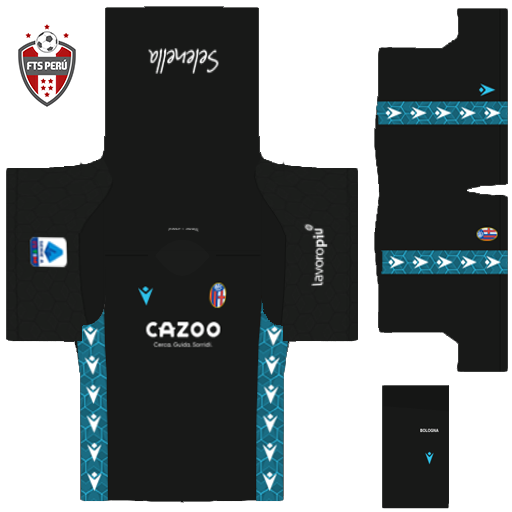 FTS PERÚ
Selenella
lavoropiù
CAZOO
Cerca. Guida. Sorridi.
BOLOGNA